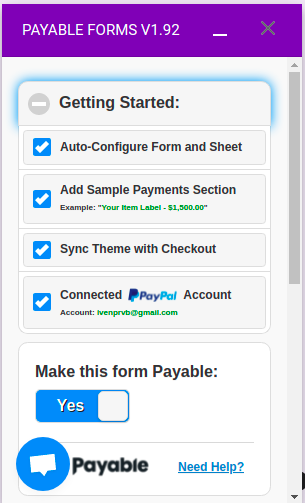 PAYABLE FORMS V1.92
Getting Started:
Auto-Configure Form and Sheet
Add Sample Payments Section
Example: "Your Item Label - $1,500.00"
Sync Theme with Checkout
Connected PayPal Account
Account: ivenprvb@gmail.com
Make this form Payable:
Yes
Payable Need Help?